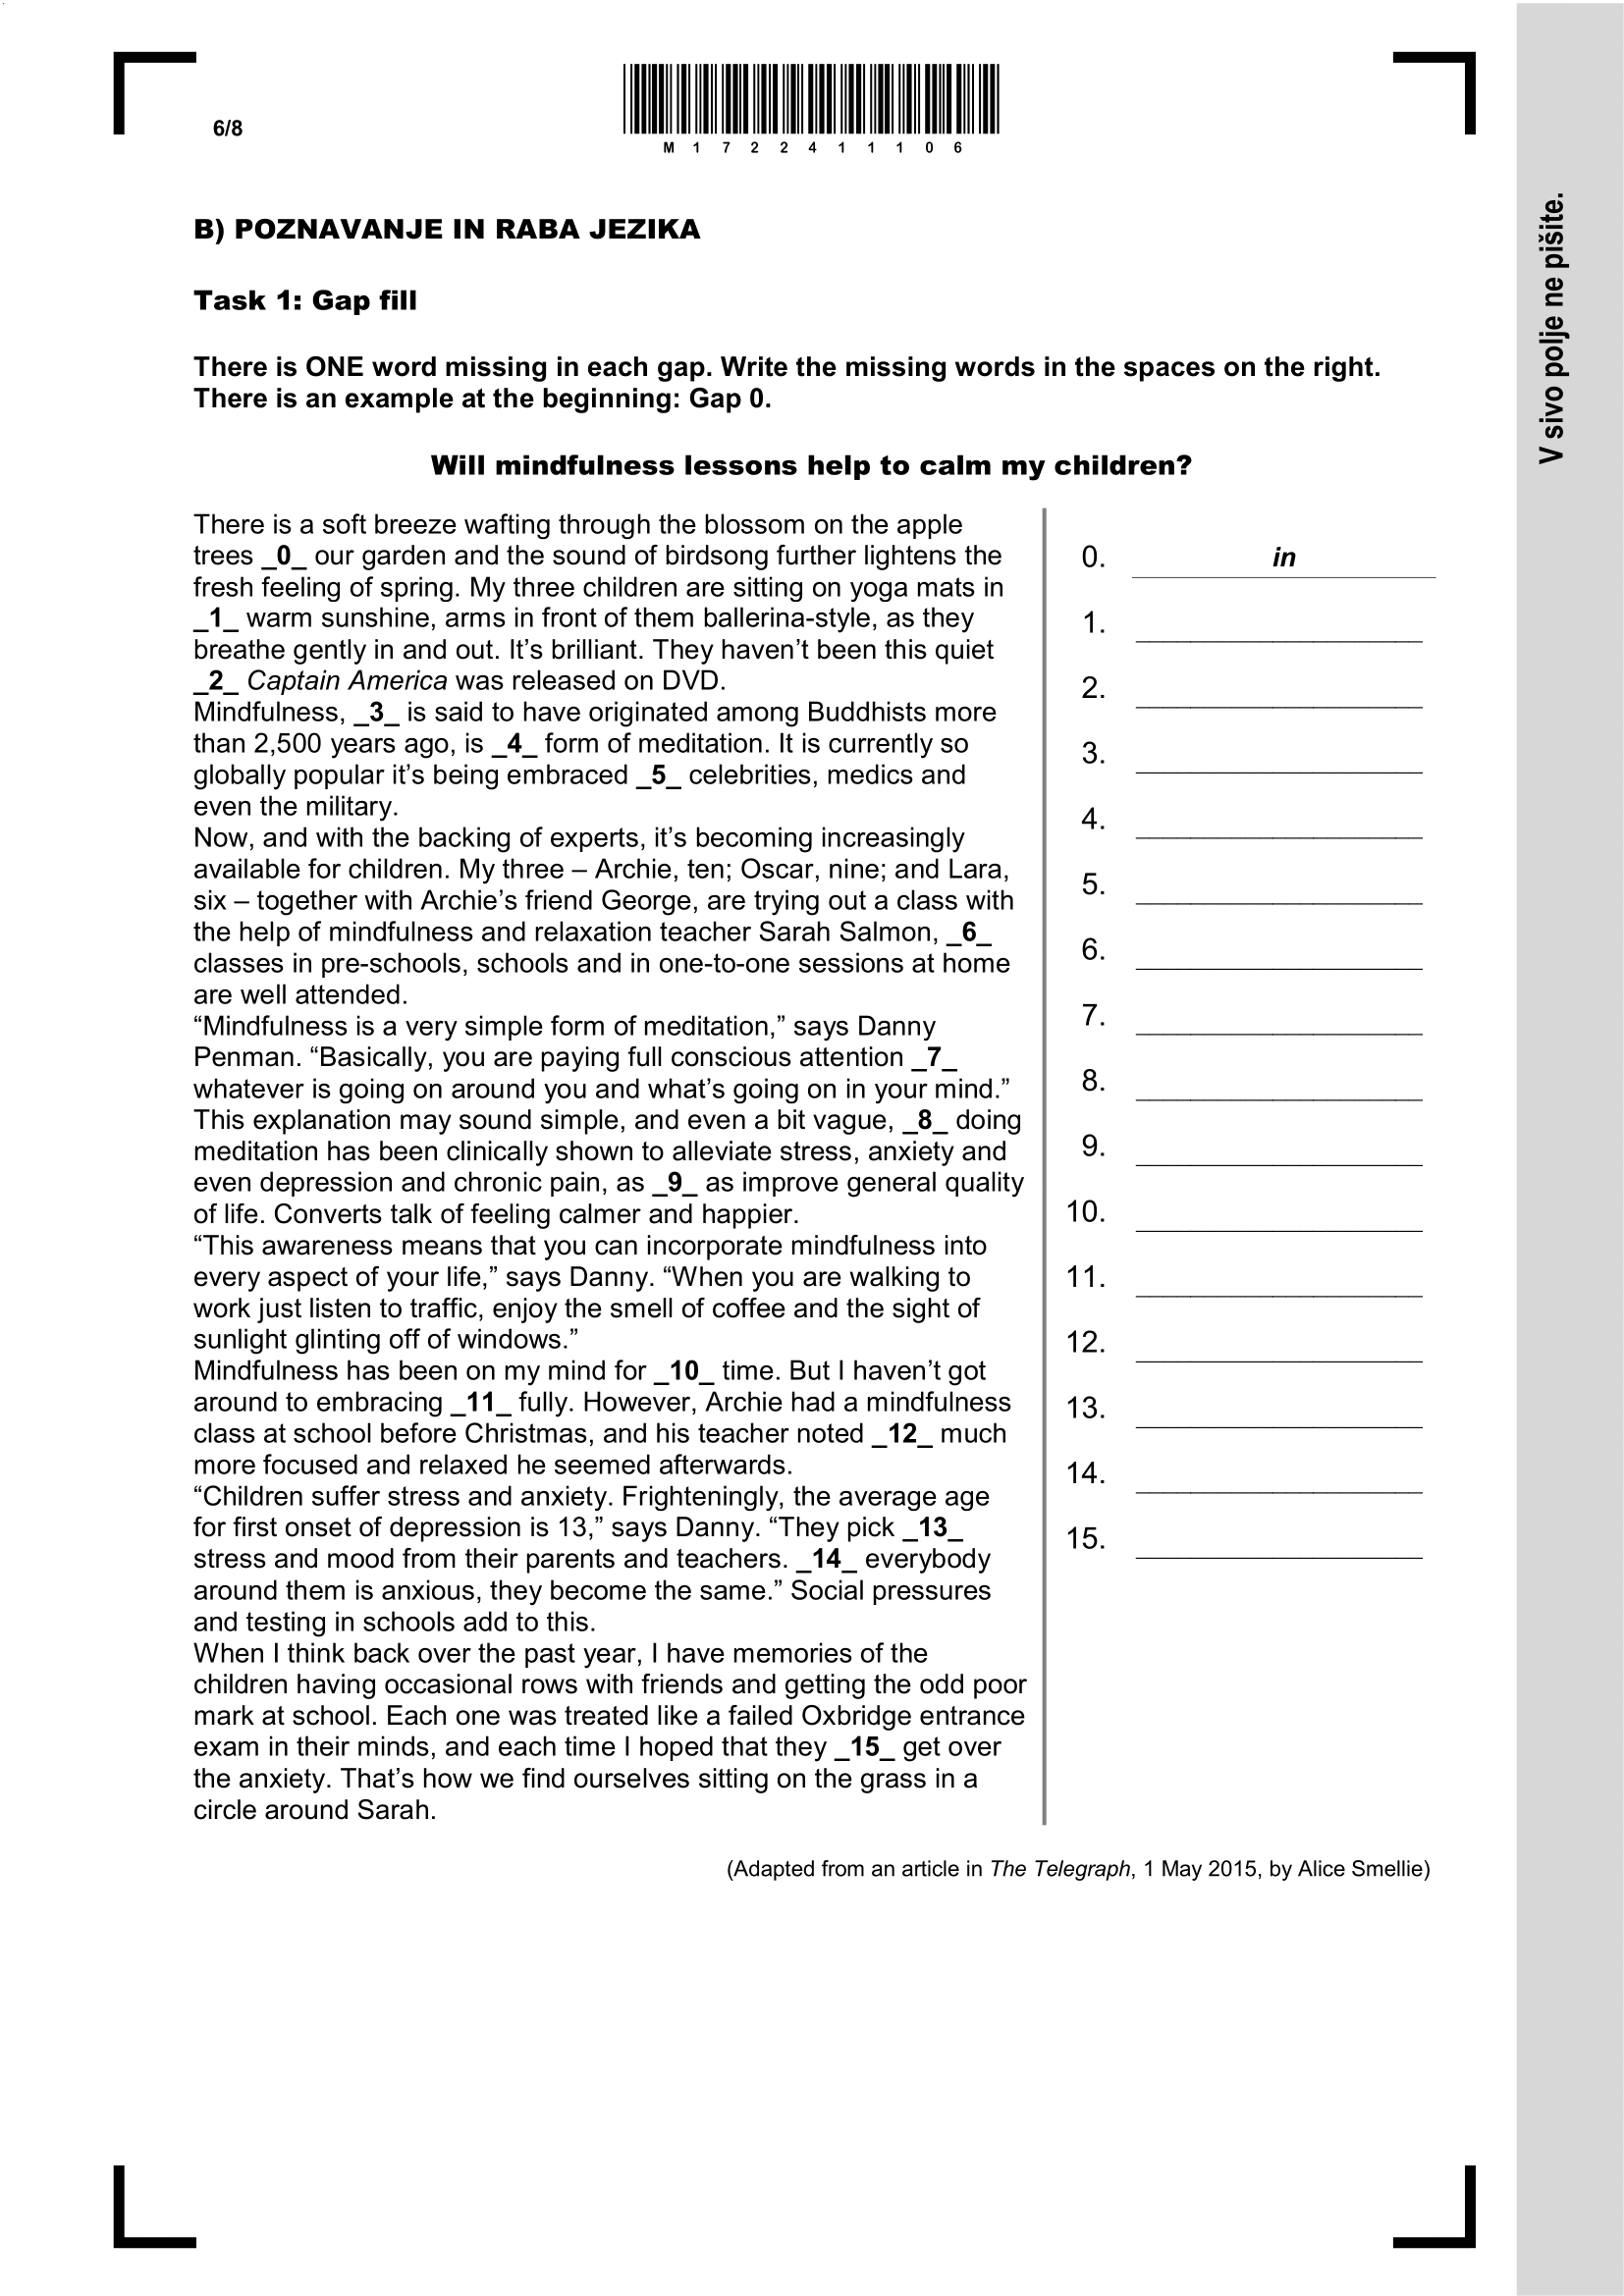 6/8
M 1 7 2 2 4 1 1 1 0 6
V sivo polje ne pišite.
B) POZNAVANJE IN RABA JEZIKA
Task 1: Gap fill
There is ONE word missing in each gap. Write the missing words in the spaces on the right.
There is an example at the beginning: Gap 0.
Will mindfulness lessons help to calm my children?
There is a soft breeze wafting through the blossom on the apple
trees _0_ our garden and the sound of birdsong further lightens the
fresh feeling of spring. My three children are sitting on yoga mats in
_1_ warm sunshine, arms in front of them ballerina-style, as they
breathe gently in and out. It’s brilliant. They haven’t been this quiet
_2_ Captain America was released on DVD.
Mindfulness, _3_ is said to have originated among Buddhists more
than 2,500 years ago, is _4_ form of meditation. It is currently so
globally popular it’s being embraced _5_ celebrities, medics and
even the military.
Now, and with the backing of experts, it’s becoming increasingly
available for children. My three – Archie, ten; Oscar, nine; and Lara,
six – together with Archie’s friend George, are trying out a class with
the help of mindfulness and relaxation teacher Sarah Salmon, _6_
classes in pre-schools, schools and in one-to-one sessions at home
are well attended.
“Mindfulness is a very simple form of meditation,” says Danny
Penman. “Basically, you are paying full conscious attention _7_
whatever is going on around you and what’s going on in your mind.”
This explanation may sound simple, and even a bit vague, _8_ doing
meditation has been clinically shown to alleviate stress, anxiety and
even depression and chronic pain, as _9_ as improve general quality
of life. Converts talk of feeling calmer and happier.
“This awareness means that you can incorporate mindfulness into
every aspect of your life,” says Danny. “When you are walking to
work just listen to traffic, enjoy the smell of coffee and the sight of
sunlight glinting off of windows.”
Mindfulness has been on my mind for _10_ time. But I haven’t got
around to embracing _11_ fully. However, Archie had a mindfulness
class at school before Christmas, and his teacher noted _12_ much
more focused and relaxed he seemed afterwards.
“Children suffer stress and anxiety. Frighteningly, the average age
for first onset of depression is 13,” says Danny. “They pick _13_
stress and mood from their parents and teachers. _14_ everybody
around them is anxious, they become the same.” Social pressures
and testing in schools add to this.
When I think back over the past year, I have memories of the
children having occasional rows with friends and getting the odd poor
mark at school. Each one was treated like a failed Oxbridge entrance
exam in their minds, and each time I hoped that they _15_ get over
the anxiety. That’s how we find ourselves sitting on the grass in a
circle around Sarah.
0. in
1.
2.
3.
4.
5.
6.
7.
8.
9.
10.
11.
12.
13.
14.
15.
(Adapted from an article in The Telegraph, 1 May 2015, by Alice Smellie)